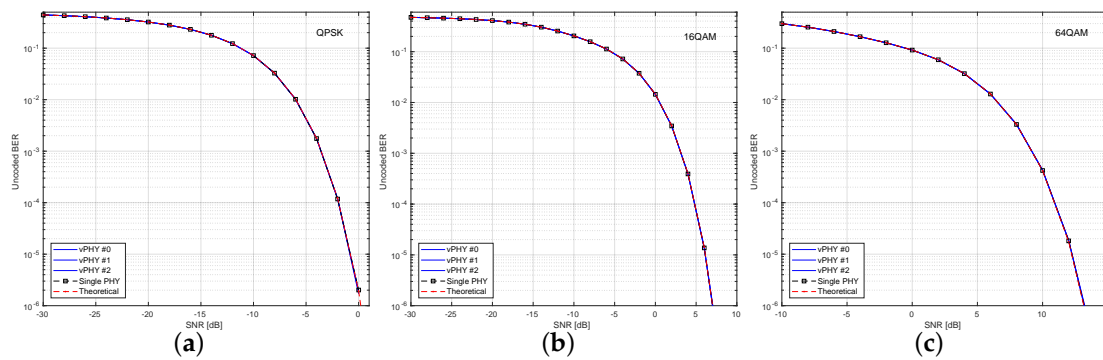 QPSK
Uncoded BER
10-1
10-2
10-3
10-4
10-5
10-6
vPHY #0
vPHY #1
vPHY #2
Single PHY
Theoretical
-30 -25 -20 -15 -10 -5 0
SNR [dB]
(a)
16QAM
Uncoded BER
10-1
10-2
10-3
10-4
10-5
10-6
vPHY #0
vPHY #1
vPHY #2
Single PHY
Theoretical
-30 -25 -20 -15 -10 -5 0 5 10
SNR [dB]
(b)
64QAM
Uncoded BER
10-1
10-2
10-3
10-4
10-5
10-6
vPHY #0
vPHY #1
vPHY #2
Single PHY
Theoretical
-10 -5 0 5 10
SNR [dB]
(c)